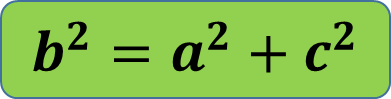 b² = a² + c²